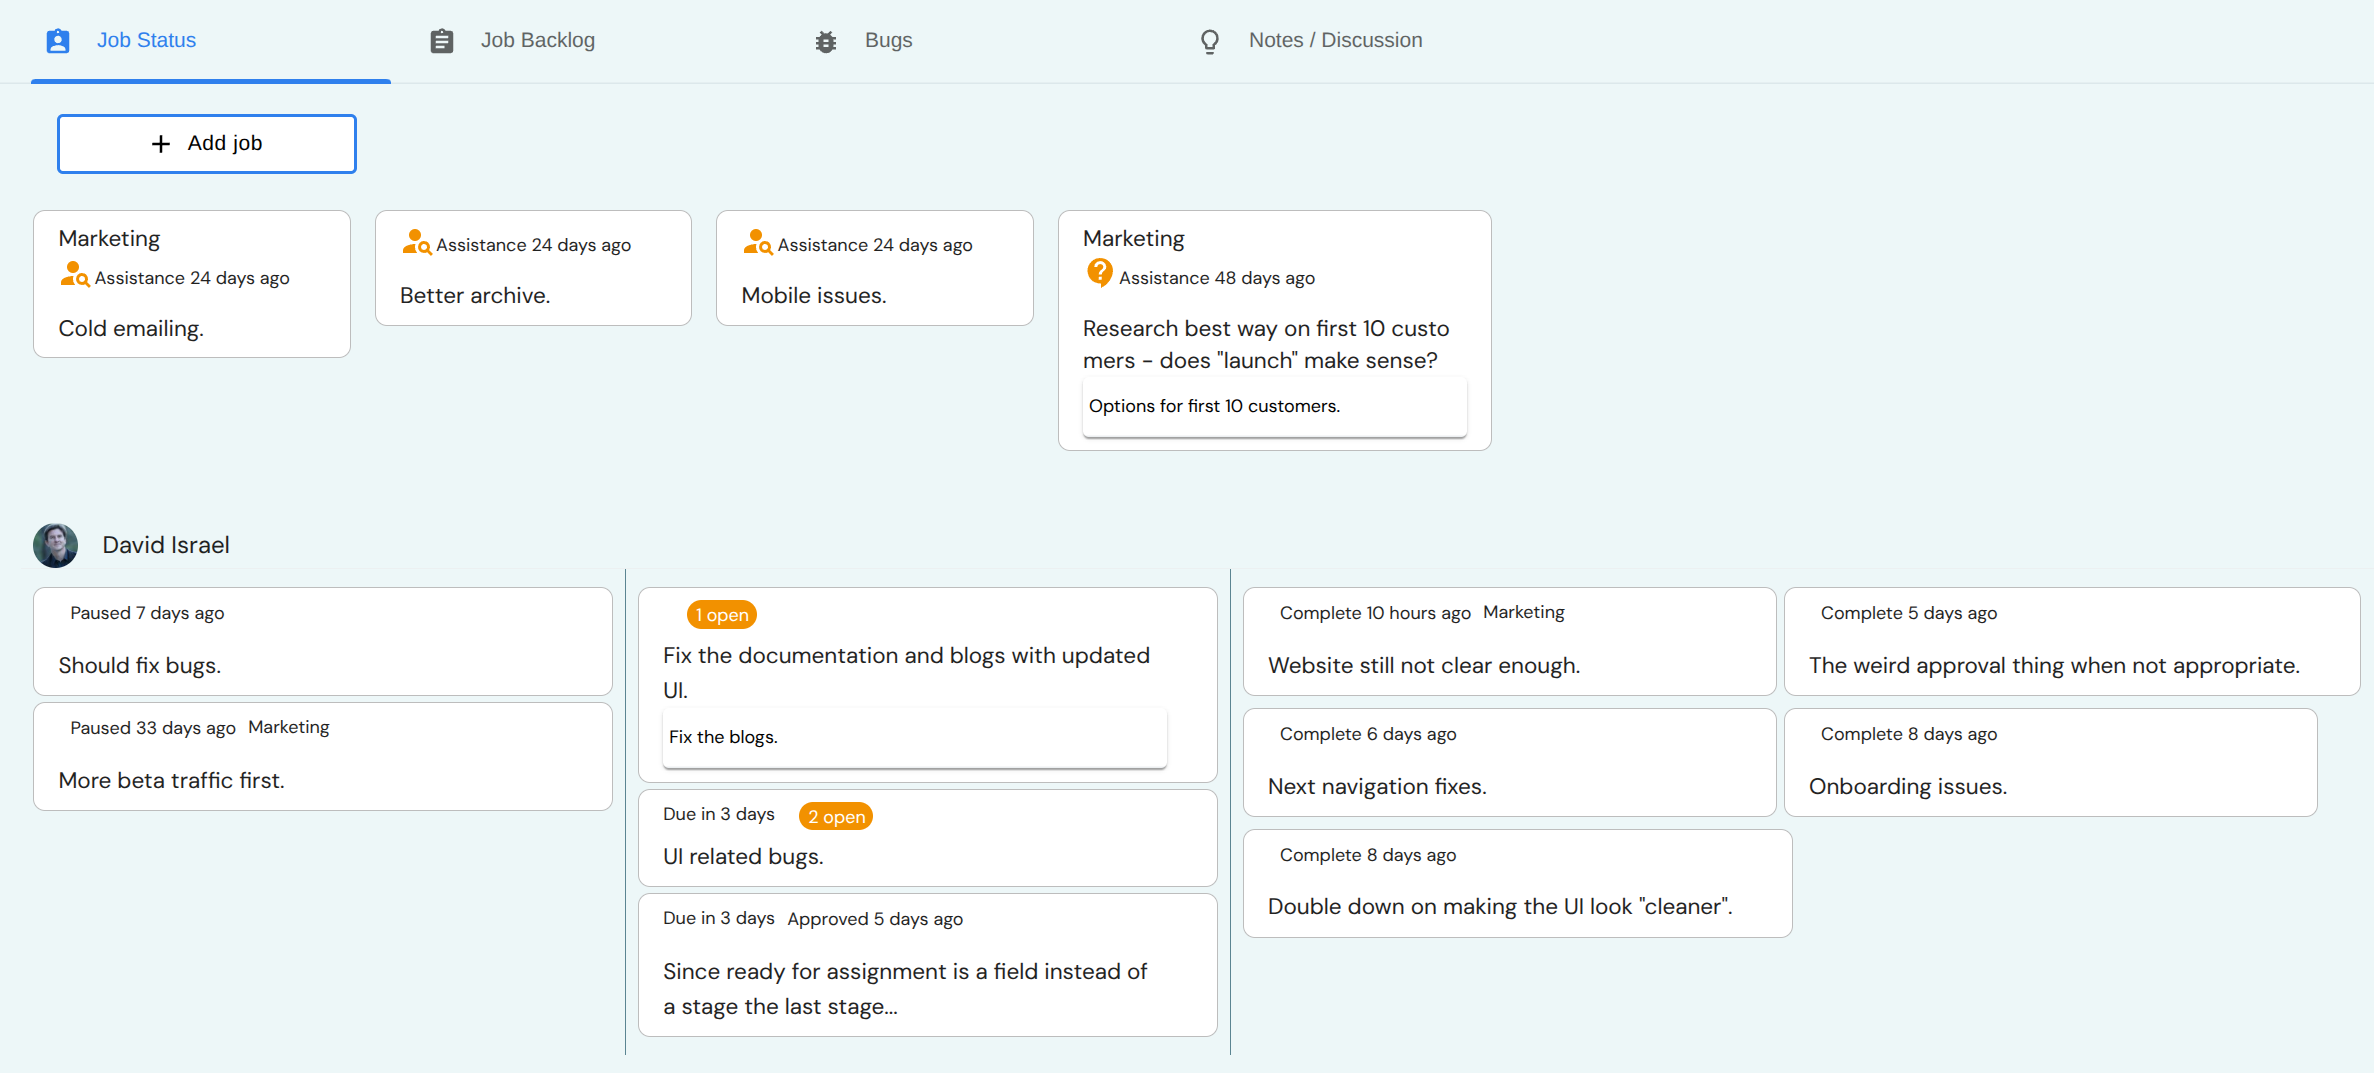 Job Status
Job Backlog
Bugs
Notes / Discussion
Add job
Marketing
Assistance 24 days ago
Cold emailing.
Assistance 24 days ago
Better archive.
Assistance 24 days ago
Mobile issues.
Marketing
Assistance 48 days ago
Research best way on first 10 custo
mers - does "launch" make sense?
Options for first 10 customers.
David Israel
Paused 7 days ago
Should fix bugs.
Paused 33 days ago Marketing
More beta traffic first.
1 open
Fix the documentation and blogs with updated
UI.
Fix the blogs.
Due in 3 days 2 open
UI related bugs.
Due in 3 days Approved 5 days ago
Since ready for assignment is a field instead of
a stage the last stage...
Complete 10 hours ago Marketing
Website still not clear enough.
Complete 5 days ago
The weird approval thing when not appropriate.
Complete 6 days ago
Next navigation fixes.
Complete 8 days ago
Onboarding issues.
Complete 8 days ago
Double down on making the UI look "cleaner".